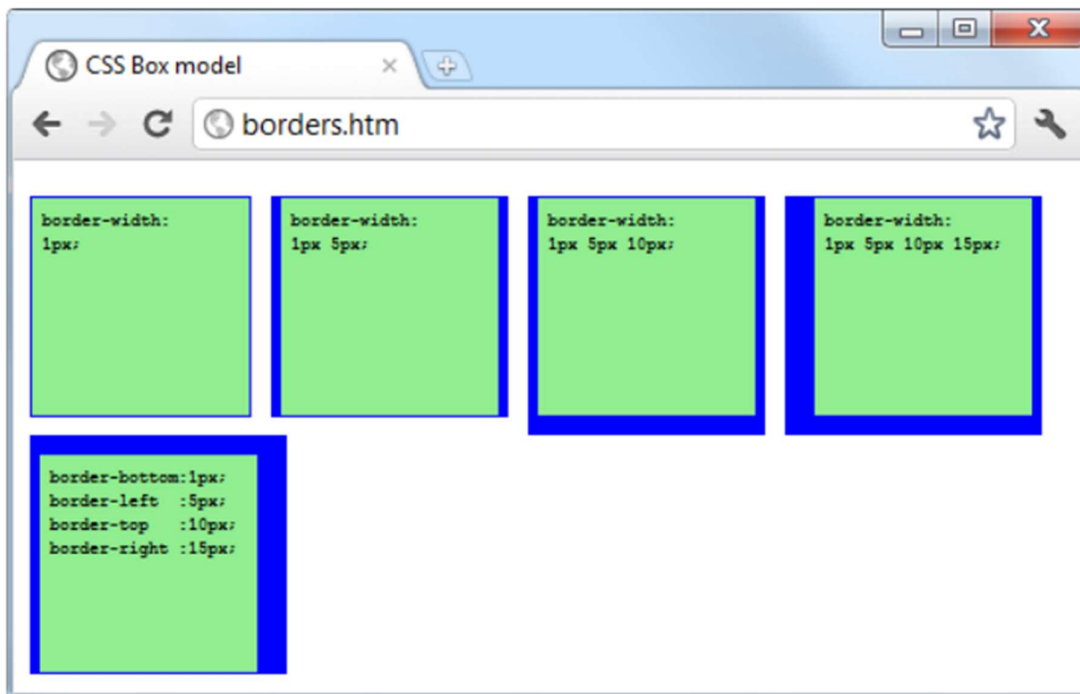 CSS Box model
borders.htm
border-width:
1px;
border-width:
1px 5px;
border-width:
1px 5px 10px;
border-width:
1px 5px 10px 15px;
border-bottom:1px;
border-left  :5px;
border-top   :10px;
border-right :15px;